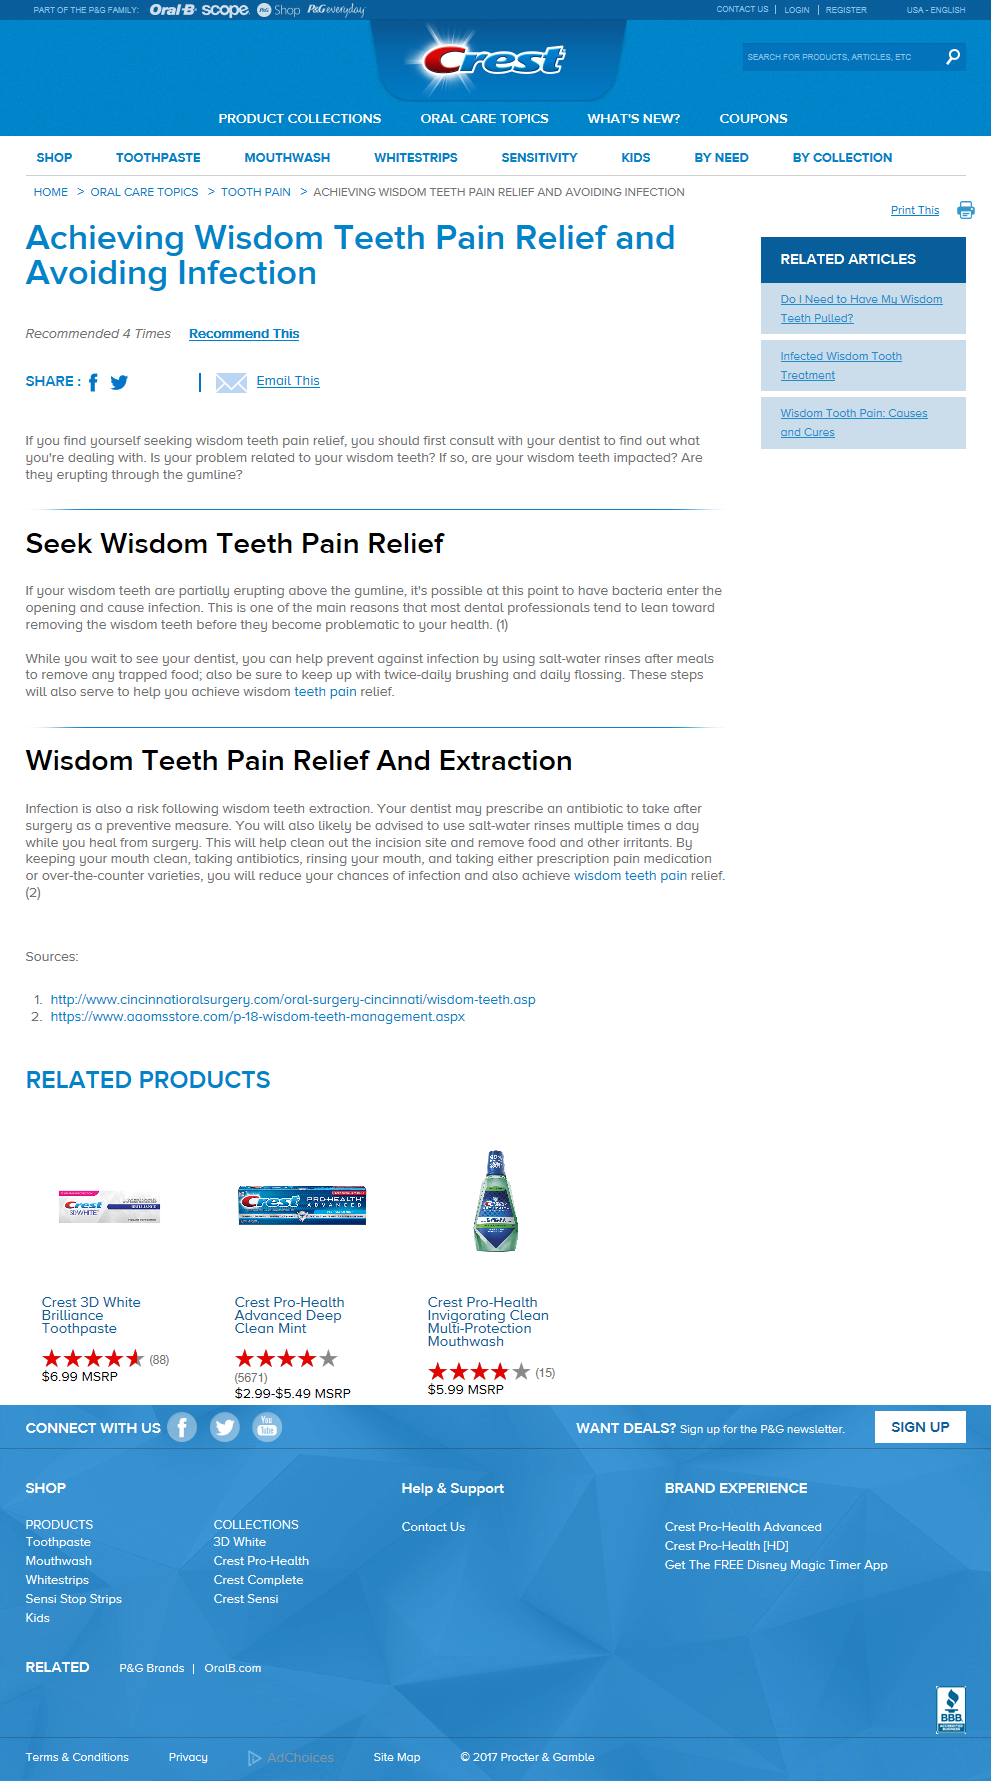 PART OF THE P&G FAMILY: Oral-B scope P&G Shop P&G everyday
CONTACT US | LOGIN | REGISTER USA - ENGLISH
Crest
SEARCH FOR PRODUCTS, ARTICLES, ETC
PRODUCT COLLECTIONS ORAL CARE TOPICS WHAT'S NEW? COUPONS
SHOP TOOTHPASTE MOUTHWASH WHITESTRIPS SENSITIVITY KIDS BY NEED BY COLLECTION
HOME > ORAL CARE TOPICS > TOOTH PAIN > ACHIEVING WISDOM TEETH PAIN RELIEF AND AVOIDING INFECTION
Print This
Achieving Wisdom Teeth Pain Relief and
Avoiding Infection
Recommended 4 Times Recommend This
SHARE : | Email This
RELATED ARTICLES
Do I Need to Have My Wisdom
Teeth Pulled?
Infected Wisdom Tooth
Treatment
Wisdom Tooth Pain: Causes
and Cures
If you find yourself seeking wisdom teeth pain relief, you should first consult with your dentist to find out what
you're dealing with. Is your problem related to your wisdom teeth? If so, are your wisdom teeth impacted? Are
they erupting through the gumline?
Seek Wisdom Teeth Pain Relief
If your wisdom teeth are partially erupting above the gumline, it's possible at this point to have bacteria enter the
opening and cause infection. This is one of the main reasons that most dental professionals tend to lean toward
removing the wisdom teeth before they become problematic to your health. (1)
While you wait to see your dentist, you can help prevent against infection by using salt-water rinses after meals
to remove any trapped food; also be sure to keep up with twice-daily brushing and daily flossing. These steps
will also serve to help you achieve wisdom teeth pain relief.
Wisdom Teeth Pain Relief And Extraction
Infection is also a risk following wisdom teeth extraction. Your dentist may prescribe an antibiotic to take after
surgery as a preventive measure. You will also likely be advised to use salt-water rinses multiple times a day
while you heal from surgery. This will help clean out the incision site and remove food and other irritants. By
keeping your mouth clean, taking antibiotics, rinsing your mouth, and taking either prescription pain medication
or over-the-counter varieties, you will reduce your chances of infection and also achieve wisdom teeth pain relief.
(2)
Sources:
1. http://www.cincinnatioralsurgery.com/oral-surgery-cincinnati/wisdom-teeth.asp
2. https://www.aaomsstore.com/p-18-wisdom-teeth-management.aspx
RELATED PRODUCTS
Crest 3D WHITE BRILLIANCE
Crest PRO-HEALTH ADVANCED
Crest
Crest 3D White
Brilliance
Toothpaste
(88)
$6.99 MSRP
Crest Pro-Health
Advanced Deep
Clean Mint
(5671)
$2.99-$5.49 MSRP
Crest Pro-Health
Invigorating Clean
Multi-Protection
Mouthwash
(15)
$5.99 MSRP
CONNECT WITH US You Tube
WANT DEALS? Sign up for the P&G newsletter. SIGN UP
SHOP
PRODUCTS
Toothpaste
Mouthwash
Whitestrips
Sensi Stop Strips
Kids
COLLECTIONS
3D White
Crest Pro-Health
Crest Complete
Crest Sensi
Help & Support
Contact Us
BRAND EXPERIENCE
Crest Pro-Health Advanced
Crest Pro-Health [HD]
Get The FREE Disney Magic Timer App
RELATED P&G Brands | OralB.com
BBB
ACCREDITED
BUSINESS
Terms & Conditions Privacy AdChoices Site Map © 2017 Procter & Gamble